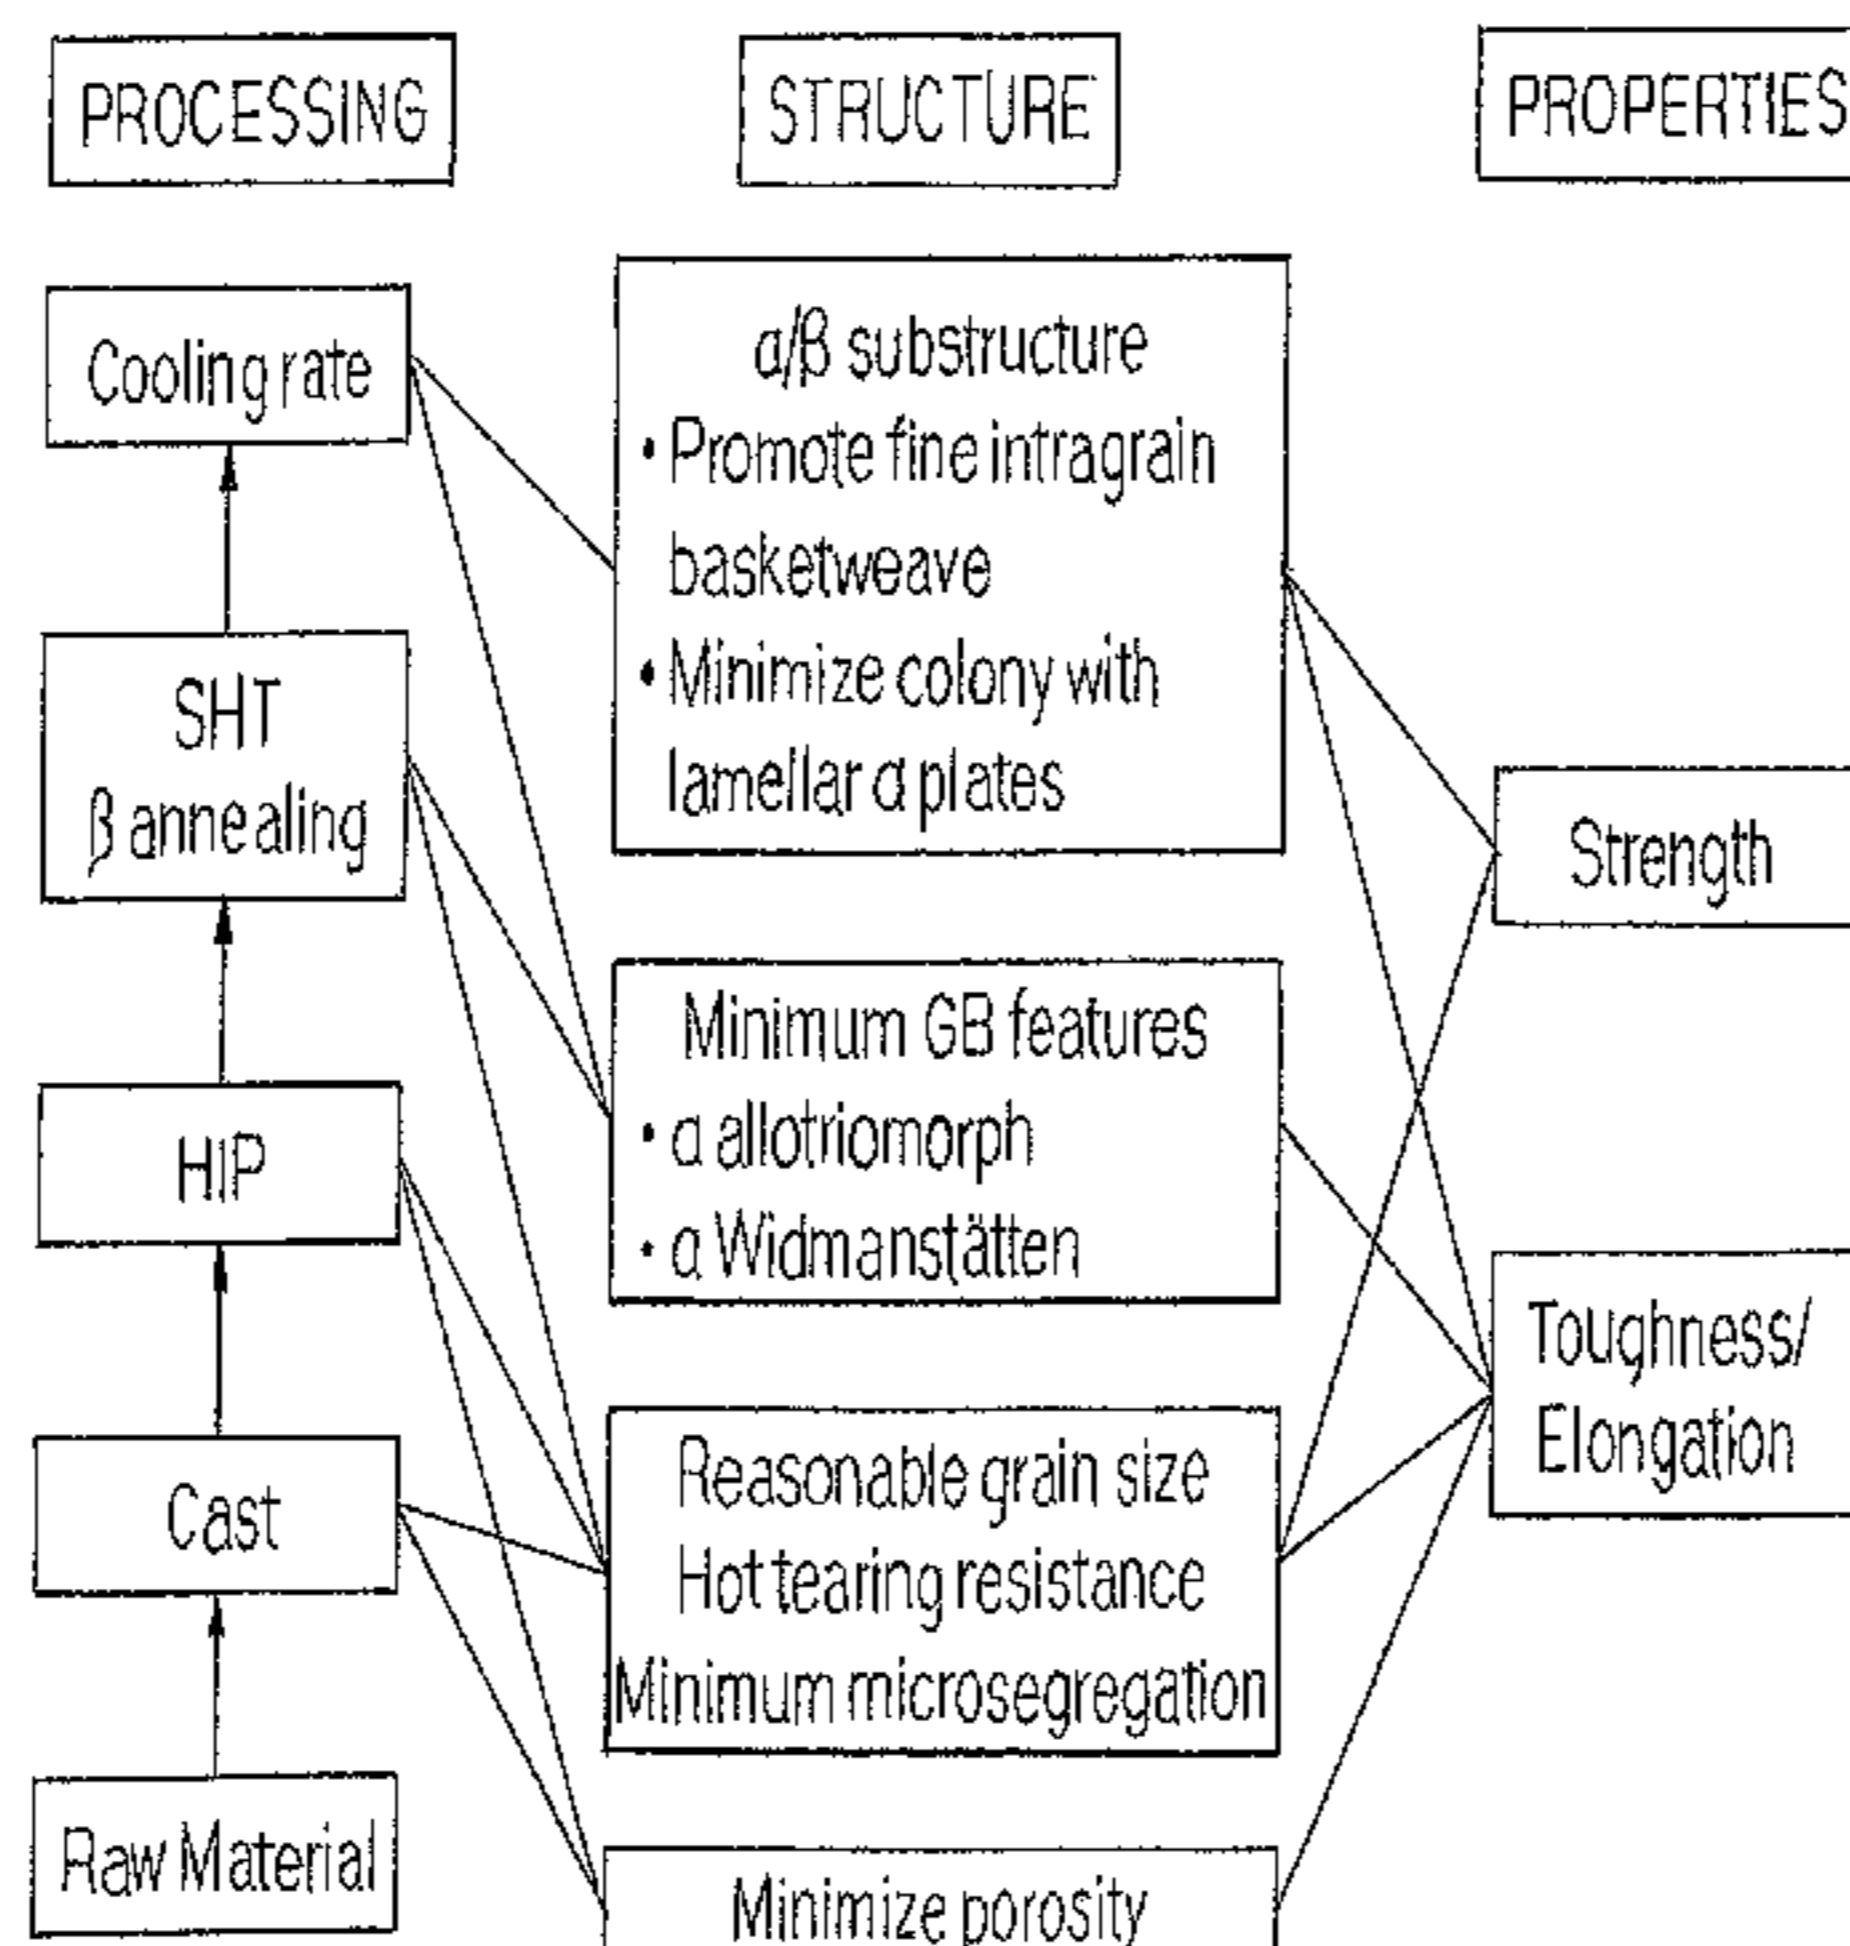 PROCESSING
STRUCTURE
PROPERTIES
Cooling rate
SHT
β annealing
HIP
Cast
Raw Material
α/β substructure
• Promote fine intragrain
basketweave
• Minimize colony with
lamellar α plates
Minimum GB features
• α allotriomorph
• α Widmanstätten
Reasonable grain size
Hot tearing resistance
Minimum microsegregation
Minimize porosity
Strength
Toughness/
Elongation